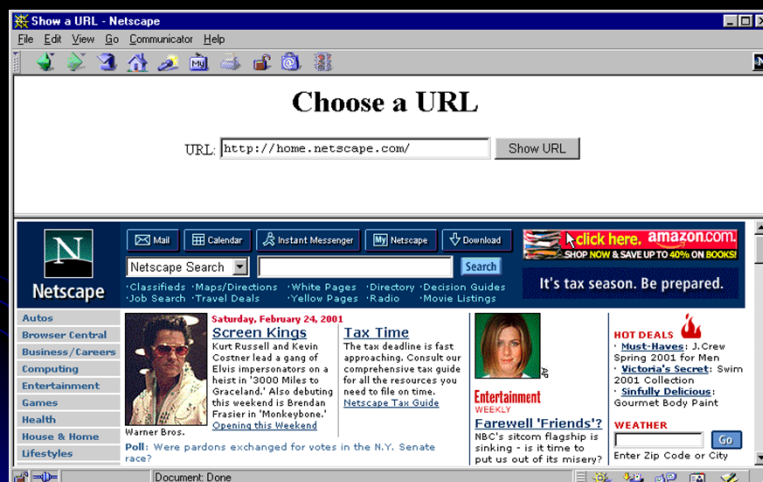 Show a URL - Netscape
File Edit View Go Communicator Help
My
N
Choose a URL
URL: http://home.netscape.com/ Show URL
N
Netscape
Mail Calendar Instant Messenger My Netscape Download
Netscape Search Search
·Classifieds ·Maps/Directions ·White Pages ·Directory ·Decision Guides
·Job Search ·Travel Deals ·Yellow Pages ·Radio ·Movie Listings
click here. amazon.com.
SHOP NOW & SAVE UP TO 40% ON BOOKS!
It's tax season. Be prepared.
Autos
Browser Central
Business/Careers
Computing
Entertainment
Games
Health
House & Home
Lifestyles
Warner Bros.
Saturday, February 24, 2001
Screen Kings
Kurt Russell and Kevin
Costner lead a gang of
Elvis impersonators on a
heist in '3000 Miles to
Graceland.' Also debuting
this weekend is Brendan
Frasier in 'Monkeybone.'
Opening this Weekend
Tax Time
The tax deadline is fast
approaching. Consult our
comprehensive tax guide
for all the resources you
need to file on time.
Netscape Tax Guide
Poll: Were pardons exchanged for votes in the N.Y. Senate
race?
Ap
Entertainment
WEEKLY
Farewell 'Friends'?
NBC's sitcom flagship is
sinking - is it time to
put us out of its misery?
HOT DEALS
· Must-Haves: J.Crew
Spring 2001 for Men
· Victoria's Secret: Swim
2001 Collection
· Sinfully Delicious:
Gourmet Body Paint
WEATHER
Go
Enter Zip Code or City
Document: Done